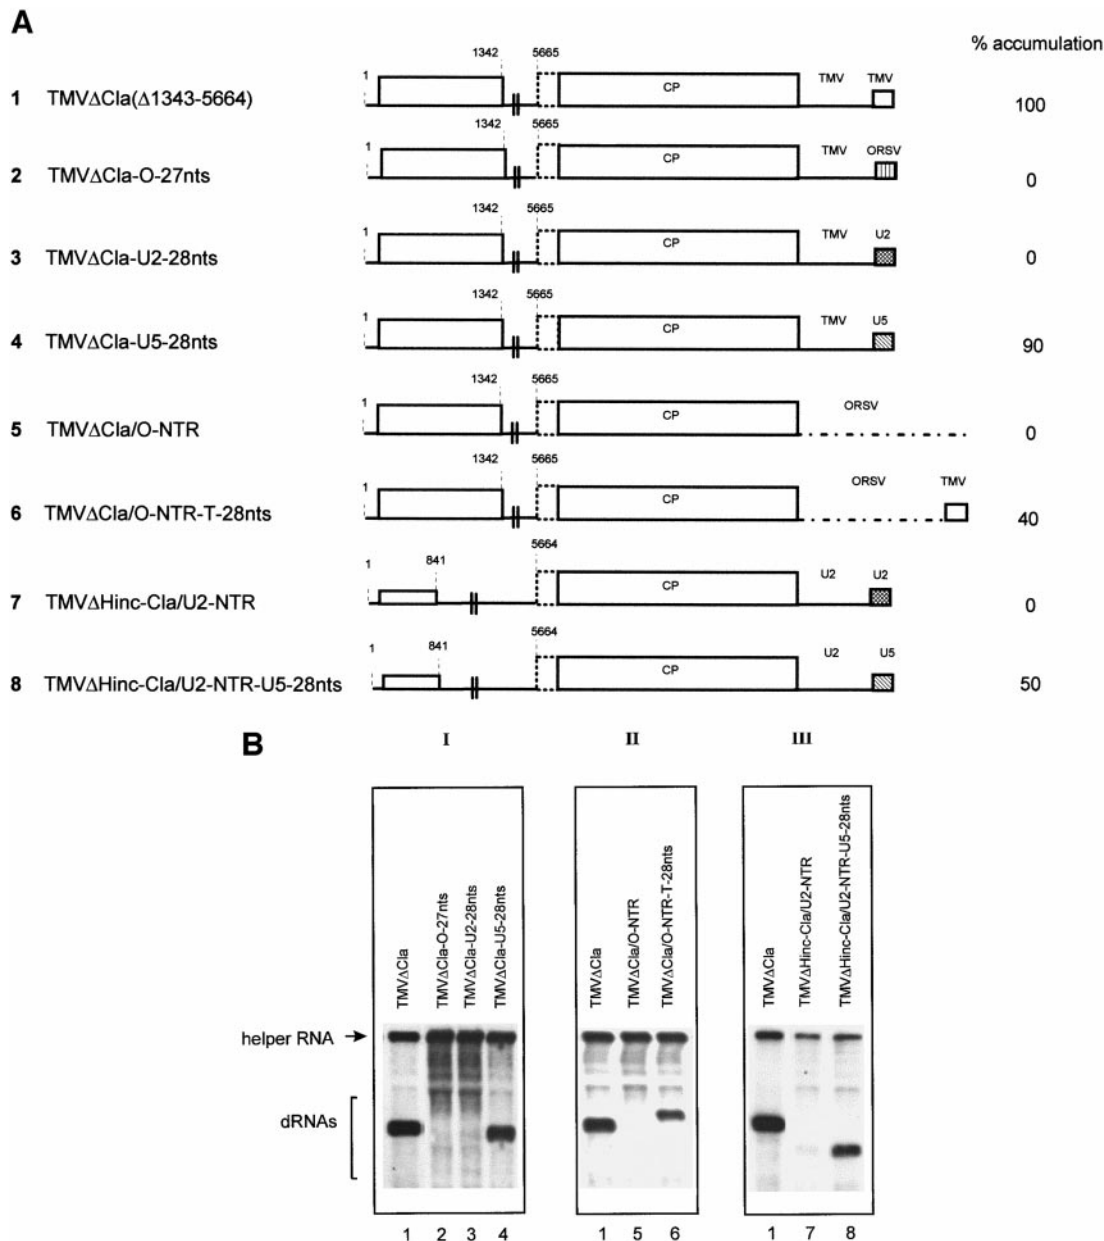 A
% accumulation
1 TMVΔCla(Δ1343-5664) 1 1342 5665 CP TMV TMV 100
2 TMVΔCla-O-27nts 1 1342 5665 CP TMV ORSV 0
3 TMVΔCla-U2-28nts 1 1342 5665 CP TMV U2 0
4 TMVΔCla-U5-28nts 1 1342 5665 CP TMV U5 90
5 TMVΔCla/O-NTR 1 1342 5665 CP ORSV 0
6 TMVΔCla/O-NTR-T-28nts 1 1342 5665 CP ORSV TMV 40
7 TMVΔHinc-Cla/U2-NTR 1 841 5664 CP U2 U2 0
8 TMVΔHinc-Cla/U2-NTR-U5-28nts 1 841 5664 CP U2 U5 50
B
I II III
TMVΔCla
TMVΔCla-O-27nts
TMVΔCla-U2-28nts
TMVΔCla-U5-28nts
TMVΔCla
TMVΔCla/O-NTR
TMVΔCla/O-NTR-T-28nts
TMVΔCla
TMVΔHinc-Cla/U2-NTR
TMVΔHinc-Cla/U2-NTR-U5-28nts
helper RNA
dRNAs
1 2 3 4 1 5 6 1 7 8